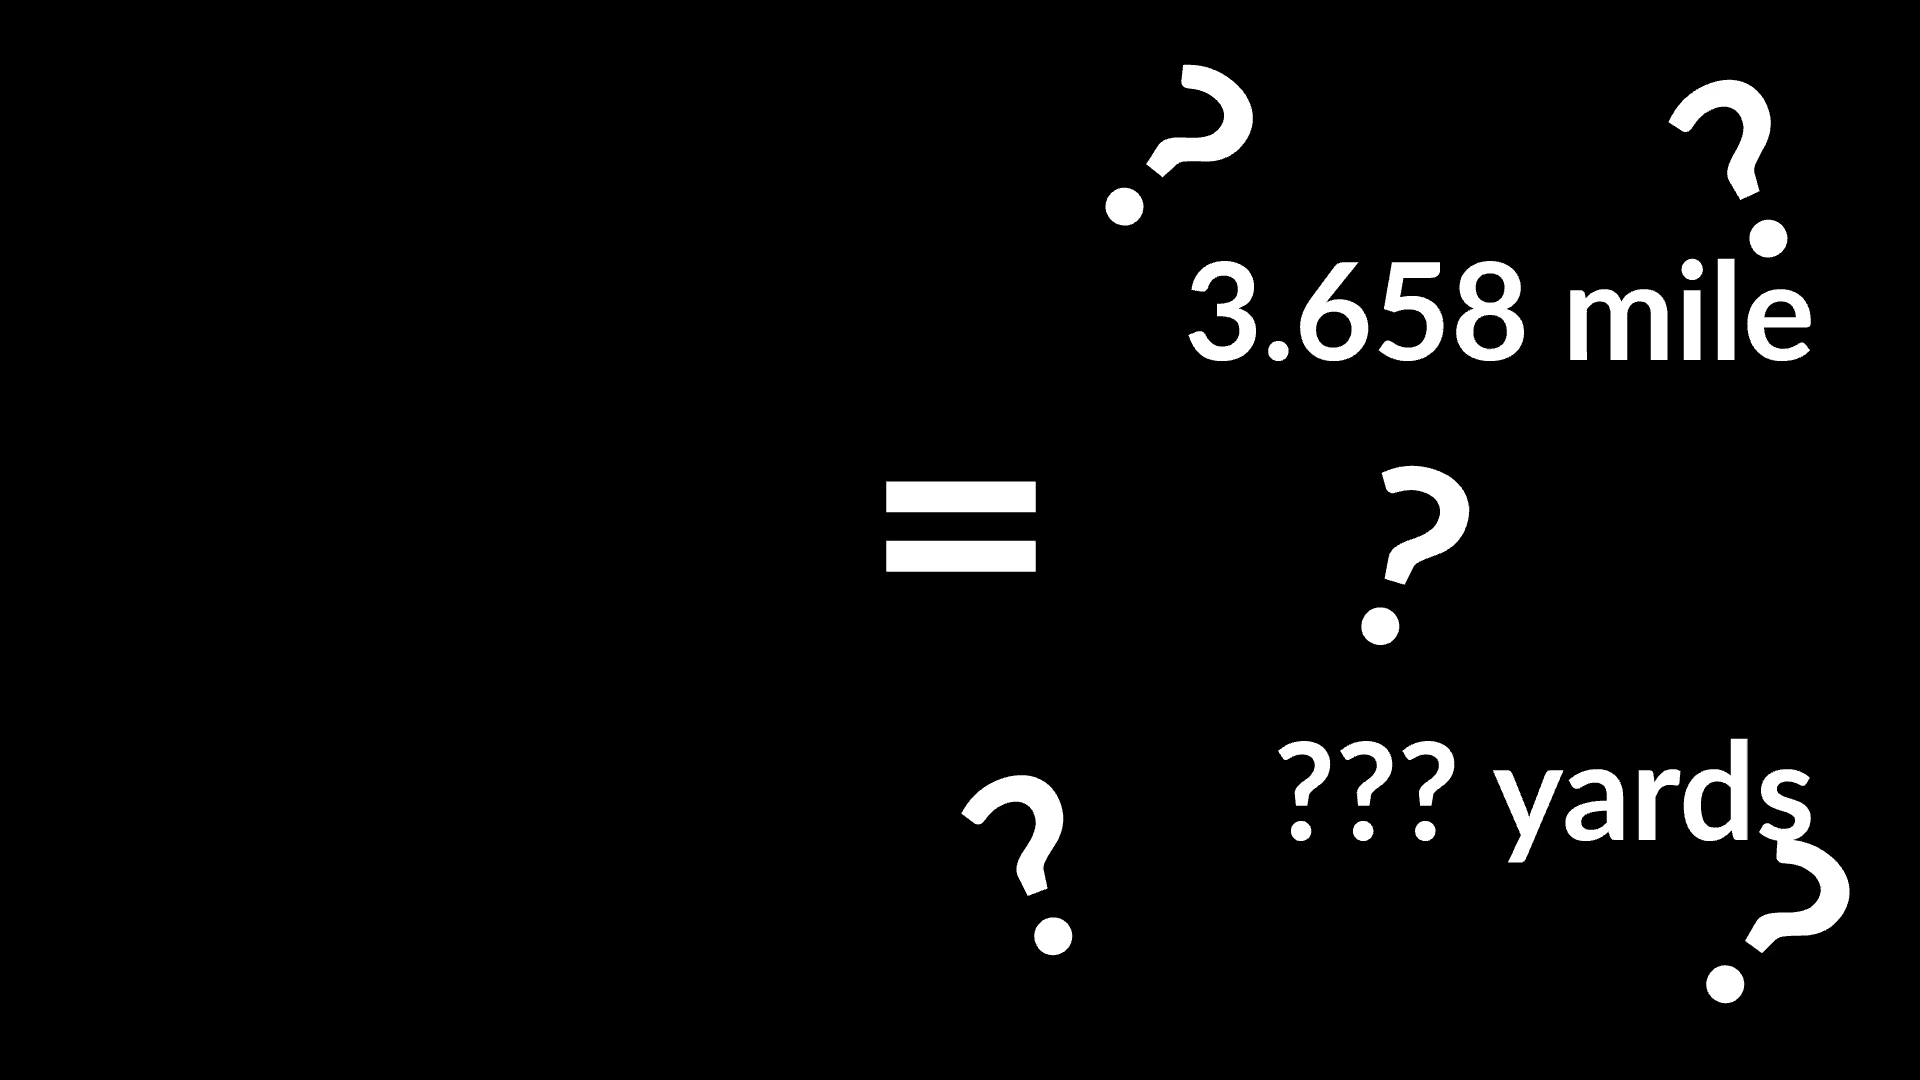 ? ?
3.658 mile
= ?
??? yards
? ?